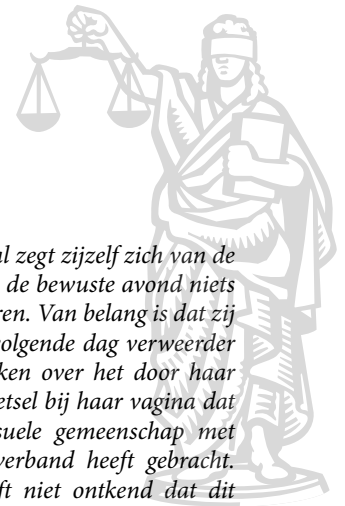 al zegt zijzelf zich van de
de bewuste avond niets
ren. Van belang is dat zij
volgende dag verweerder
ken over het door haar
etsel bij haar vagina dat
suele gemeenschap met
verband heeft gebracht.
ft niet ontkend dat dit